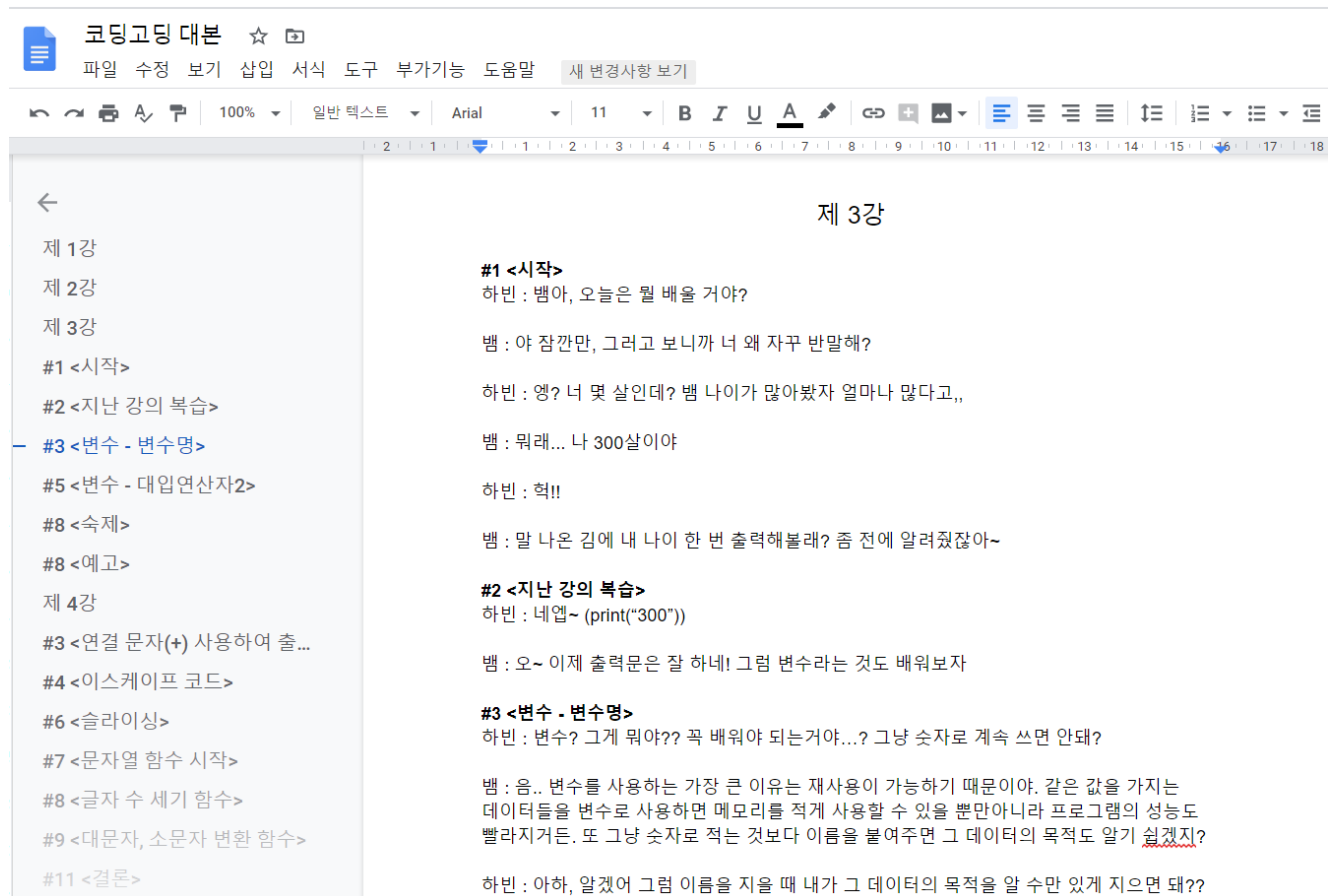 코딩고딩 대본
파일 수정 보기 삽입 서식 도구 부가기능 도움말 새 변경사항 보기
100% 일반 텍스트 Arial 11 B I U A
2 1 1 2 3 4 5 6 7 8 9 10 11 12 13 14 15 16 17 18
제 1강
제 2강
제 3강
#1 <시작>
#2 <지난 강의 복습>
#3 <변수 - 변수명>
#5 <변수 - 대입연산자2>
#8 <숙제>
#8 <예고>
제 4강
#3 <연결 문자(+) 사용하여 출...
#4 <이스케이프 코드>
#6 <슬라이싱>
#7 <문자열 함수 시작>
#8 <글자 수 세기 함수>
#9 <대문자, 소문자 변환 함수>
#11 <결론>
제 3강
#1 <시작>
하빈 : 뱀아, 오늘은 뭘 배울 거야?
뱀 : 야 잠깐만, 그러고 보니까 너 왜 자꾸 반말해?
하빈 : 엥? 너 몇 살인데? 뱀 나이가 많아봤자 얼마나 많다고,,
뱀 : 뭐래... 나 300살이야
하빈 : 헉!!
뱀 : 말 나온 김에 내 나이 한 번 출력해볼래? 좀 전에 알려줬잖아~
#2 <지난 강의 복습>
하빈 : 네엡~ (print(“300”))
뱀 : 오~ 이제 출력문은 잘 하네! 그럼 변수라는 것도 배워보자
#3 <변수 - 변수명>
하빈 : 변수? 그게 뭐야?? 꼭 배워야 되는거야...? 그냥 숫자로 계속 쓰면 안돼?
뱀 : 음.. 변수를 사용하는 가장 큰 이유는 재사용이 가능하기 때문이야. 같은 값을 가지는
데이터들을 변수로 사용하면 메모리를 적게 사용할 수 있을 뿐만아니라 프로그램의 성능도
빨라지거든. 또 그냥 숫자로 적는 것보다 이름을 붙여주면 그 데이터의 목적도 알기 쉽겠지?
하빈 : 아하, 알겠어 그럼 이름을 지을 때 내가 그 데이터의 목적을 알 수만 있게 지으면 돼??